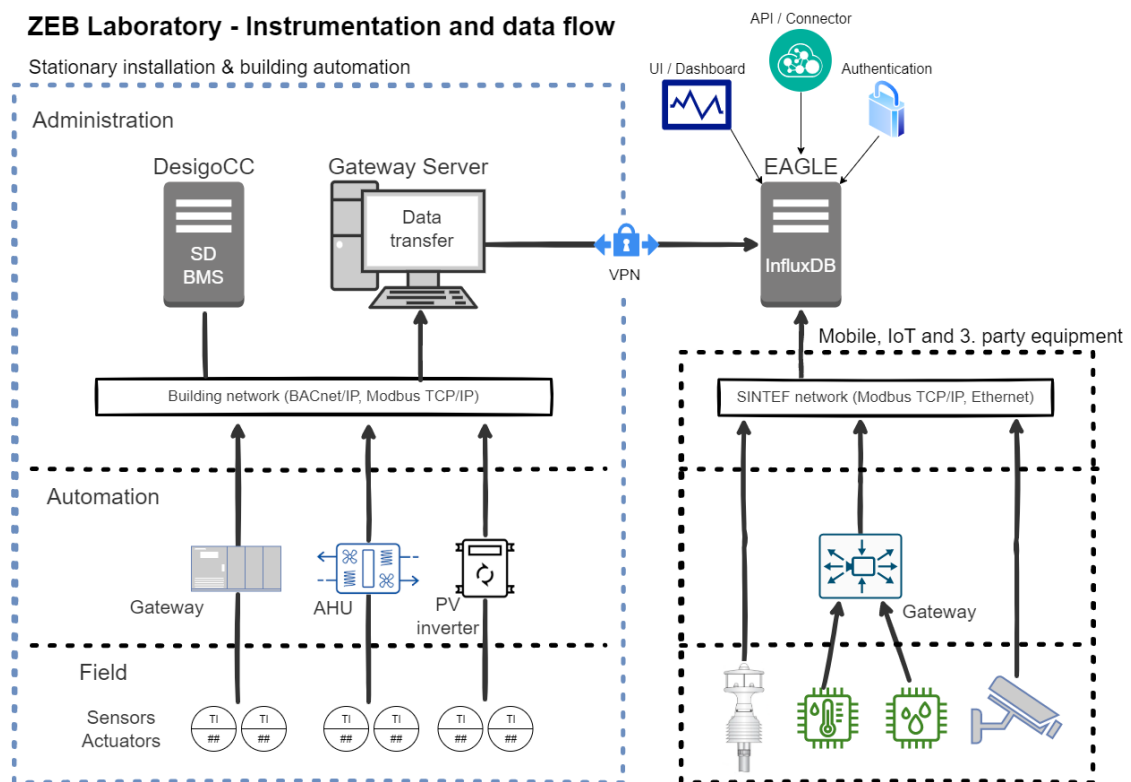 ZEB Laboratory - Instrumentation and data flow
Stationary installation & building automation
API / Connector
UI / Dashboard
Authentication
Administration
DesigoCC
Gateway Server
EAGLE
SD
BMS
Data
transfer
VPN
InfluxDB
Mobile, IoT and 3. party equipment
Building network (BACnet/IP, Modbus TCP/IP)
SINTEF network (Modbus TCP/IP, Ethernet)
Automation
Gateway
AHU
PV
inverter
Gateway
Field
Sensors
Actuators
TI
##
TI
##
TI
##
TI
##
TI
##
TI
##